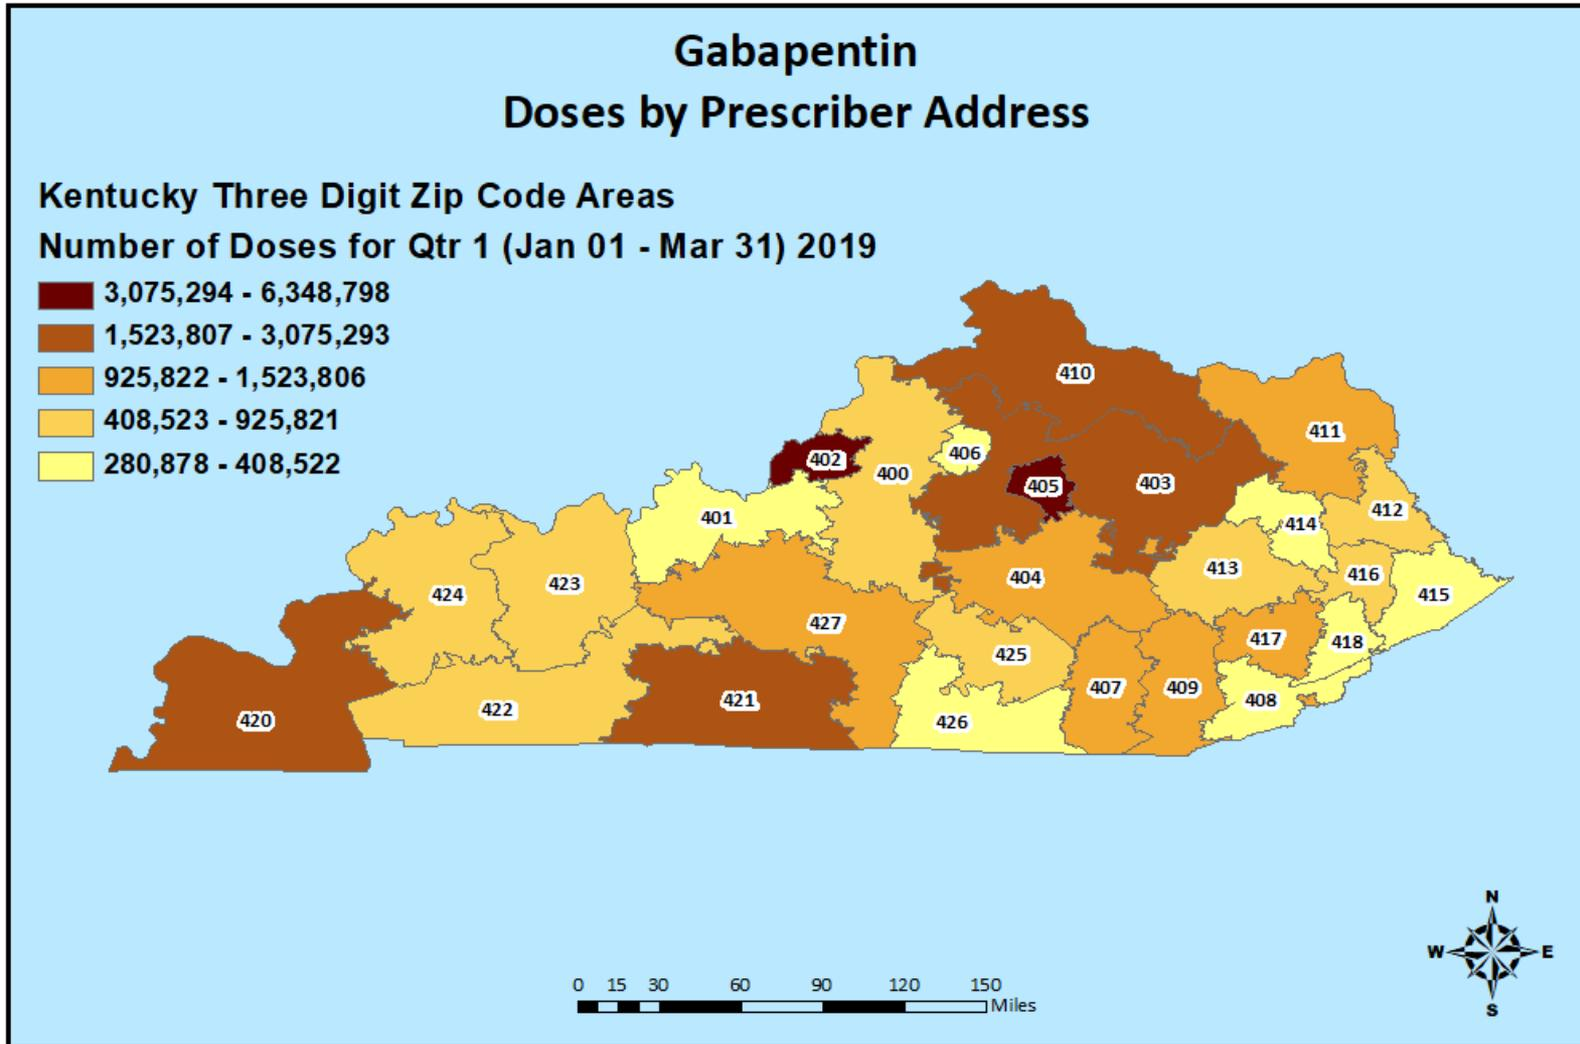 Gabapentin
Doses by Prescriber Address
Kentucky Three Digit Zip Code Areas
Number of Doses for Qtr 1 (Jan 01 - Mar 31) 2019
3,075,294 - 6,348,798
1,523,807 - 3,075,293
925,822 - 1,523,806
408,523 - 925,821
280,878 - 408,522
410
411
402
406
400
405
403
401
412
414
404
413
416
415
424
423
427
417
418
425
407
409
408
421
422
420
426
N
W E
S
0 15 30 60 90 120 150
Miles